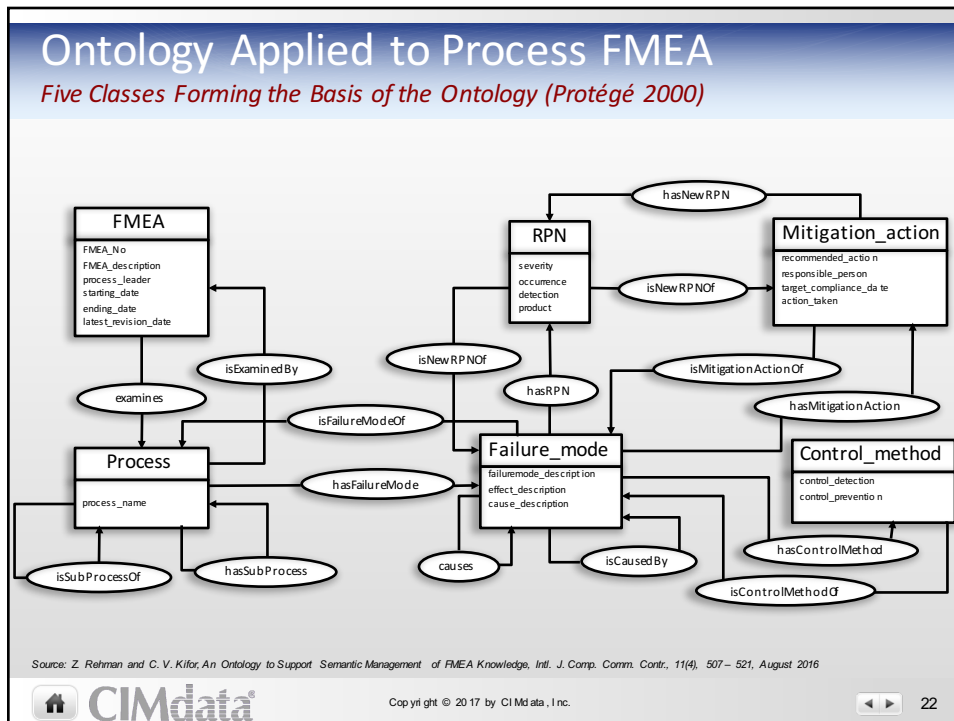 Ontology Applied to Process FMEA
Five Classes Forming the Basis of the Ontology (Protégé 2000)
hasNewRPN
FMEA
FMEA_No
FMEA_description
process_leader
starting_date
ending_date
latest_revision_date
RPN
severity
occurrence
detection
product
Mitigation_action
recommended_action
responsible_person
target_compliance_date
action_taken
isNewRPNOf
isNewRPNOf
isExaminedBy
isMitigationActionOf
examines
hasRPN
hasMitigationAction
isFailureModeOf
Process
process_name
Failure_mode
failuremode_description
effect_description
cause_description
Control_method
control_detection
control_prevention
hasFailureMode
hasControlMethod
isSubProcessOf
hasSubProcess
causes
isCausedBy
isControlMethodOf
Source: Z. Rehman and C. V. Kifor, An Ontology to Support Semantic Management of FMEA Knowledge, Intl. J. Comp. Comm. Contr., 11(4), 507 – 521, August 2016
CIMdata®
Copyright © 2017 by CIMdata, Inc.
22